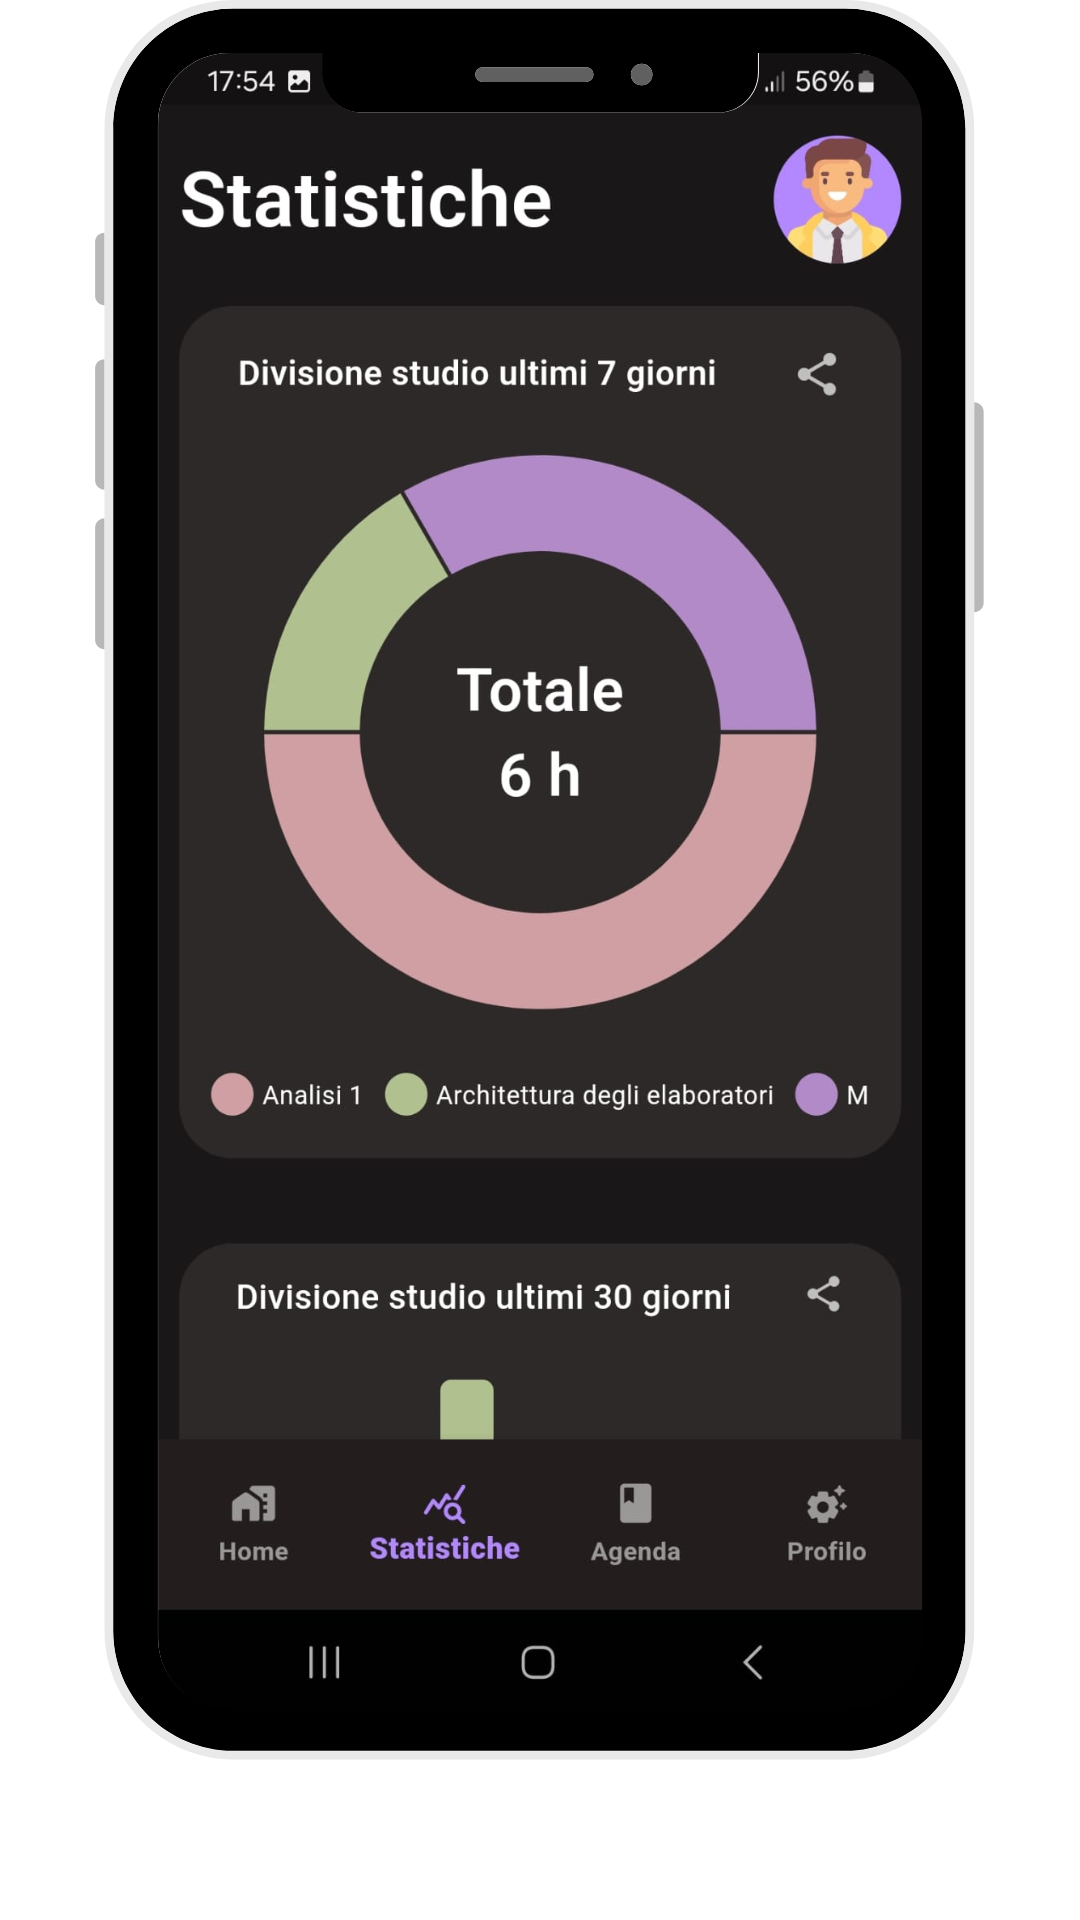 17:54 56%
Statistiche
Divisione studio ultimi 7 giorni
Totale
6 h
Analisi 1 Architettura degli elaboratori M
Divisione studio ultimi 30 giorni
Home Statistiche Agenda Profilo